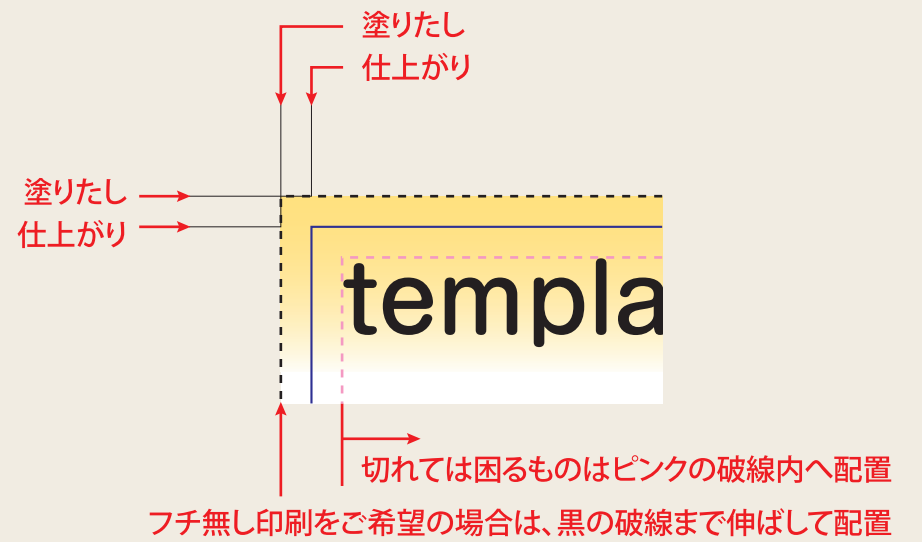 塗りたし
仕上がり
塗りたし
仕上がり
templa
切れては困るものはピンクの破線内へ配置
フチ無し印刷をご希望の場合は、黒の破線まで伸ばして配置